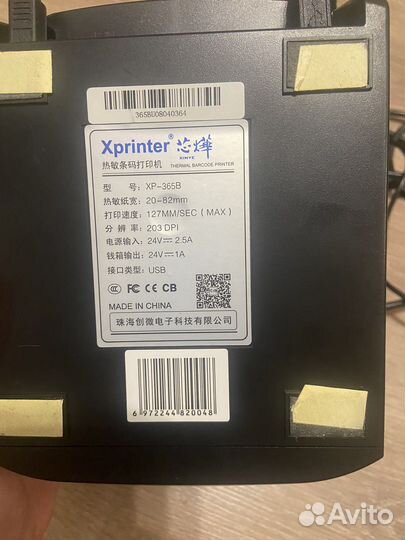 365BU08040364
Xprinter® 芯烨
XINYE
热敏条码打印机 THERMAL BARCODE PRINTER
型号: XP-365B
热敏纸宽: 20-82mm
打印速度: 127MM/SEC (MAX)
分辨率: 203 DPI
电源输入: 24V⎓2.5A
钱箱输出: 24V⎓1A
接口类型: USB
CCC CE CB
MADE IN CHINA
珠海创微电子科技有限公司
6 972244 820048
Avito